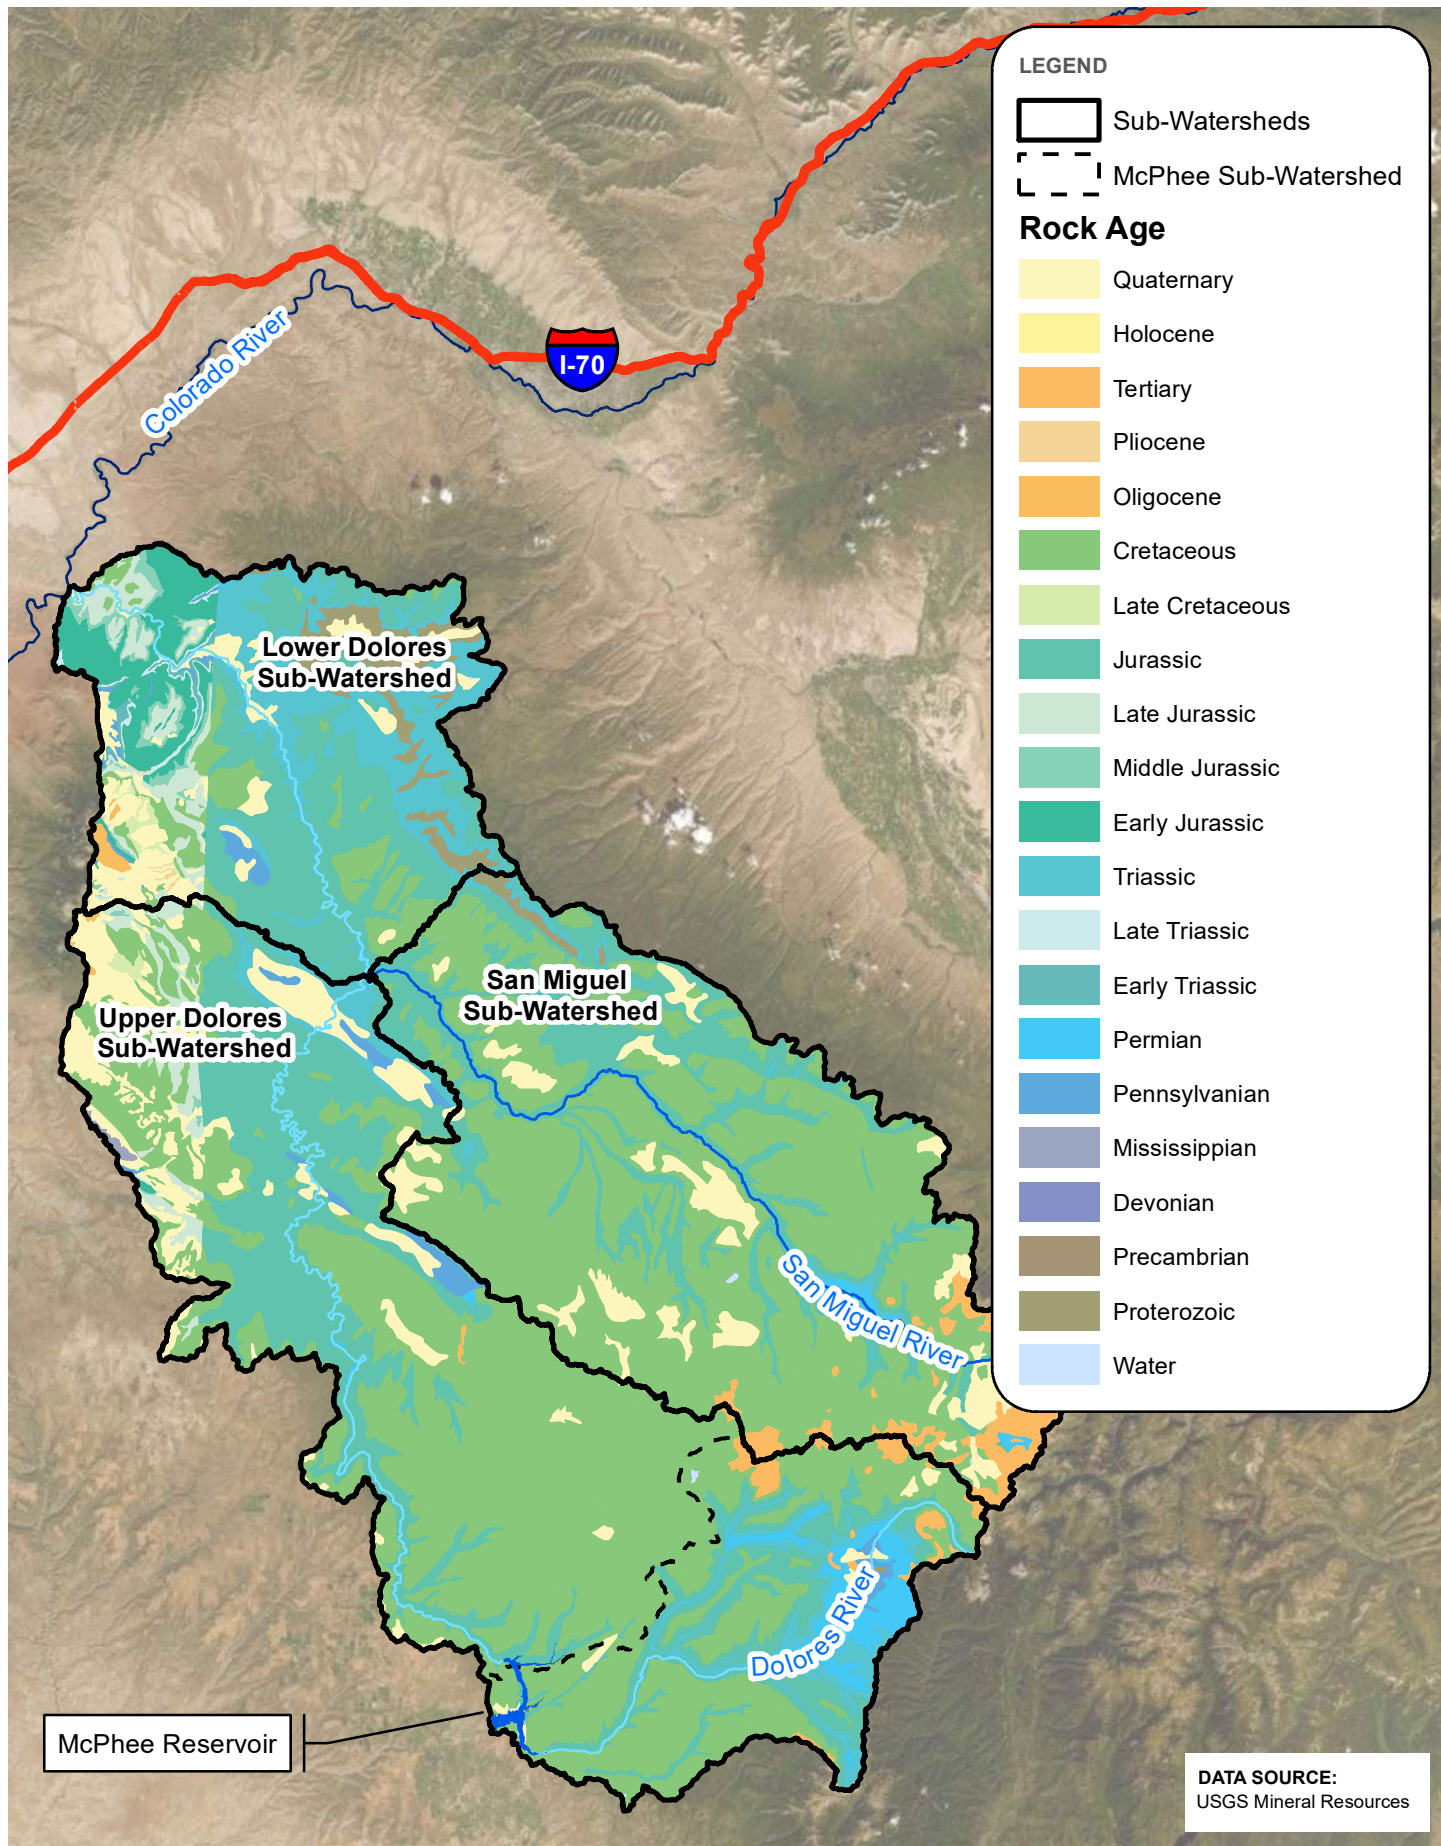 LEGEND
Sub-Watersheds
McPhee Sub-Watershed
Rock Age
Quaternary
Holocene
Tertiary
Pliocene
Oligocene
Cretaceous
Late Cretaceous
Jurassic
Late Jurassic
Middle Jurassic
Early Jurassic
Triassic
Late Triassic
Early Triassic
Permian
Pennsylvanian
Mississippian
Devonian
Precambrian
Proterozoic
Water
I-70
Colorado River
Lower Dolores
Sub-Watershed
San Miguel
Sub-Watershed
Upper Dolores
Sub-Watershed
San Miguel River
Dolores River
McPhee Reservoir
DATA SOURCE:
USGS Mineral Resources